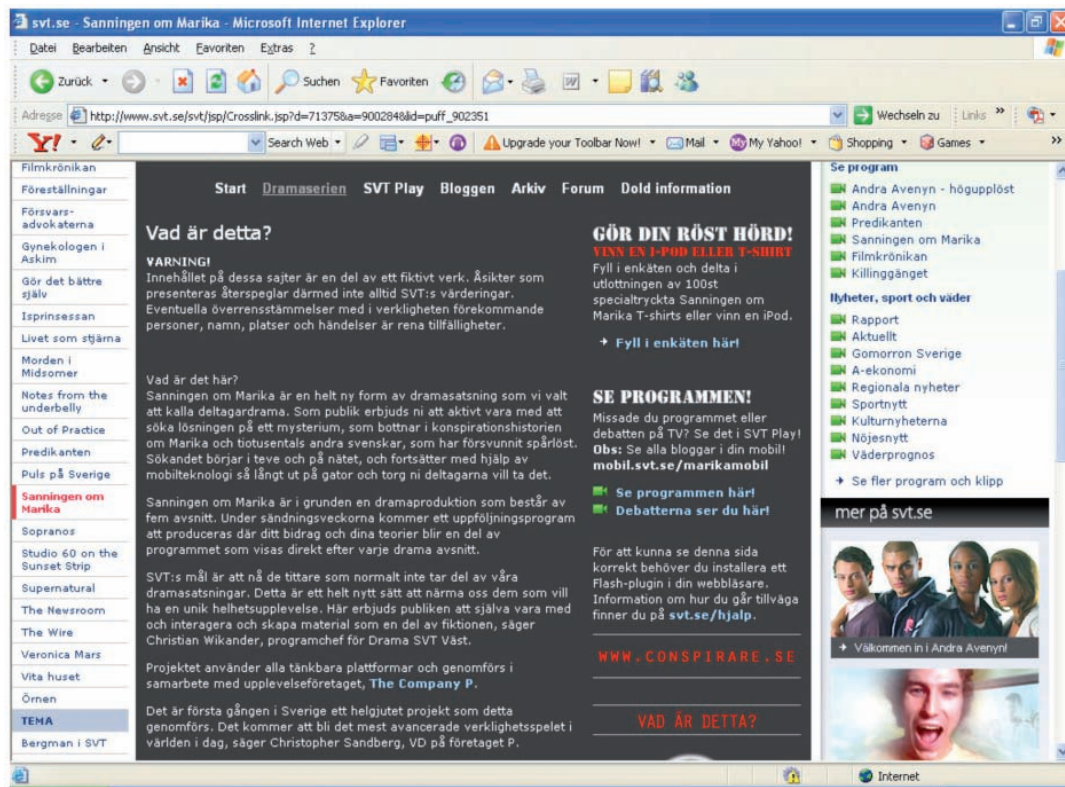 svt.se - Sanningen om Marika - Microsoft Internet Explorer
Datei Bearbeiten Ansicht Favoriten Extras ?
Zurück Suchen Favoriten
Adresse http://www.svt.se/svt/jsp/Crosslink.jsp?d=71375&a=900284&lid=puff_902351 Wechseln zu Links »
Y! Search Web Upgrade your Toolbar Now! Mail My Yahoo! Shopping Games »
Filmkrönikan
Föreställningar
Försvars-
advokaterna
Gynekologen i
Askim
Gör det bättre
själv
Isprinsessan
Livet som stjärna
Morden i
Midsomer
Notes from the
underbelly
Out of Practice
Predikanten
Puls på Sverige
Sanningen om
Marika
Sopranos
Studio 60 on the
Sunset Strip
Supernatural
The Newsroom
The Wire
Veronica Mars
Vita huset
Örnen
TEMA
Bergman i SVT
Start Dramaserien SVT Play Bloggen Arkiv Forum Dold information
Vad är detta?
VARNING!
Innehållet på dessa sajter är en del av ett fiktivt verk. Åsikter som
presenteras återspeglar därmed inte alltid SVT:s värderingar.
Eventuella överrensstämmelser med i verkligheten förekommande
personer, namn, platser och händelser är rena tillfälligheter.
Vad är det här?
Sanningen om Marika är en helt ny form av dramasatsning som vi valt
att kalla deltagardrama. Som publik erbjuds ni att aktivt vara med att
söka lösningen på ett mysterium, som bottnar i konspirationshistorien
om Marika och tiotusentals andra svenskar, som har försvunnit spårlöst.
Sökandet börjar i teve och på nätet, och fortsätter med hjälp av
mobilteknologi så långt ut på gator och torg ni deltagarna vill ta det.
Sanningen om Marika är i grunden en dramaproduktion som består av
fem avsnitt. Under sändningsveckorna kommer ett uppföljningsprogram
att produceras där ditt bidrag och dina teorier blir en del av
programmet som visas direkt efter varje drama avsnitt.
SVT:s mål är att nå de tittare som normalt inte tar del av våra
dramasatsningar. Detta är ett helt nytt sätt att närma oss dem som vill
ha en unik helhetsupplevelse. Här erbjuds publiken att själva vara med
och interagera och skapa material som en del av fiktionen, säger
Christian Wikander, programchef för Drama SVT Väst.
Projektet använder alla tänkbara plattformar och genomförs i
samarbete med upplevelseföretaget, The Company P.
Det är första gången i Sverige ett helgjutet projekt som detta
genomförs. Det kommer att bli det mest avancerade verklighetsspelet i
världen i dag, säger Christopher Sandberg, VD på företaget P.
GÖR DIN RÖST HÖRD!
VINN EN I-POD ELLER T-SHIRT
Fyll i enkäten och delta i
utlottningen av 100st
specialtryckta Sanningen om
Marika T-shirts eller vinn en iPod.
Fyll i enkäten här!
SE PROGRAMMEN!
Missade du programmet eller
debatten på TV? Se det i SVT Play!
Obs: Se alla bloggar i din mobil!
mobil.svt.se/marikamobil
Se programmen här!
Debatterna ser du här!
För att kunna se denna sida
korrekt behöver du installera ett
Flash-plugin i din webbläsare.
Information om hur du går tillväga
finner du på svt.se/hjalp.
WWW.CONSPIRARE.SE
VAD ÄR DETTA?
Se program
Andra Avenyn - högupplöst
Andra Avenyn
Predikanten
Sanningen om Marika
Filmkrönikan
Killinggänget
Nyheter, sport och väder
Rapport
Aktuellt
Gomorron Sverige
A-ekonomi
Regionala nyheter
Sportnytt
Kulturnyheterna
Nöjesnytt
Väderprognos
Se fler program och klipp
mer på svt.se
Välkommen in i Andra Avenyn!
Internet